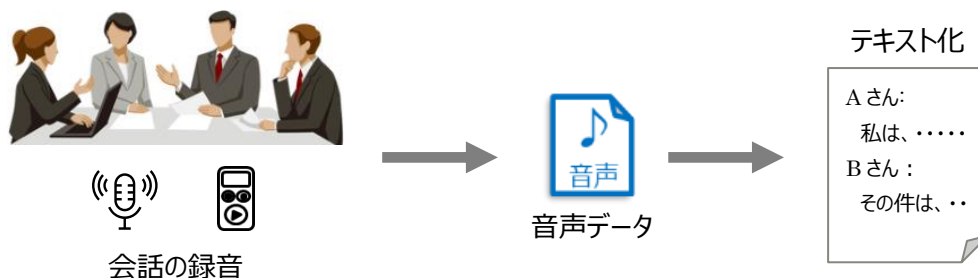 会話の録音
音声
音声データ
テキスト化
Aさん:
私は、・・・・・
Bさん：
その件は、・・